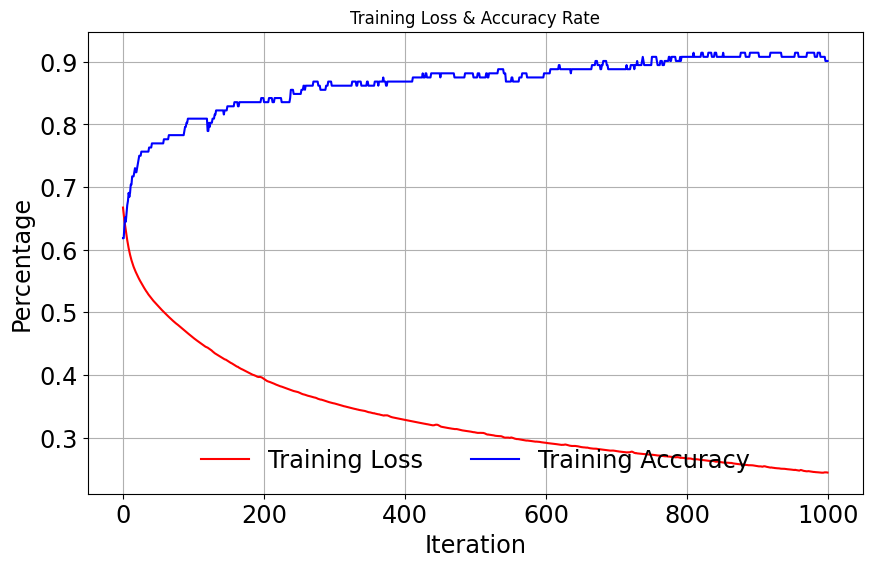 Training Loss & Accuracy Rate
Percentage
0.9
0.8
0.7
0.6
0.5
0.4
0.3
Training Loss
Training Accuracy
0 200 400 600 800 1000
Iteration